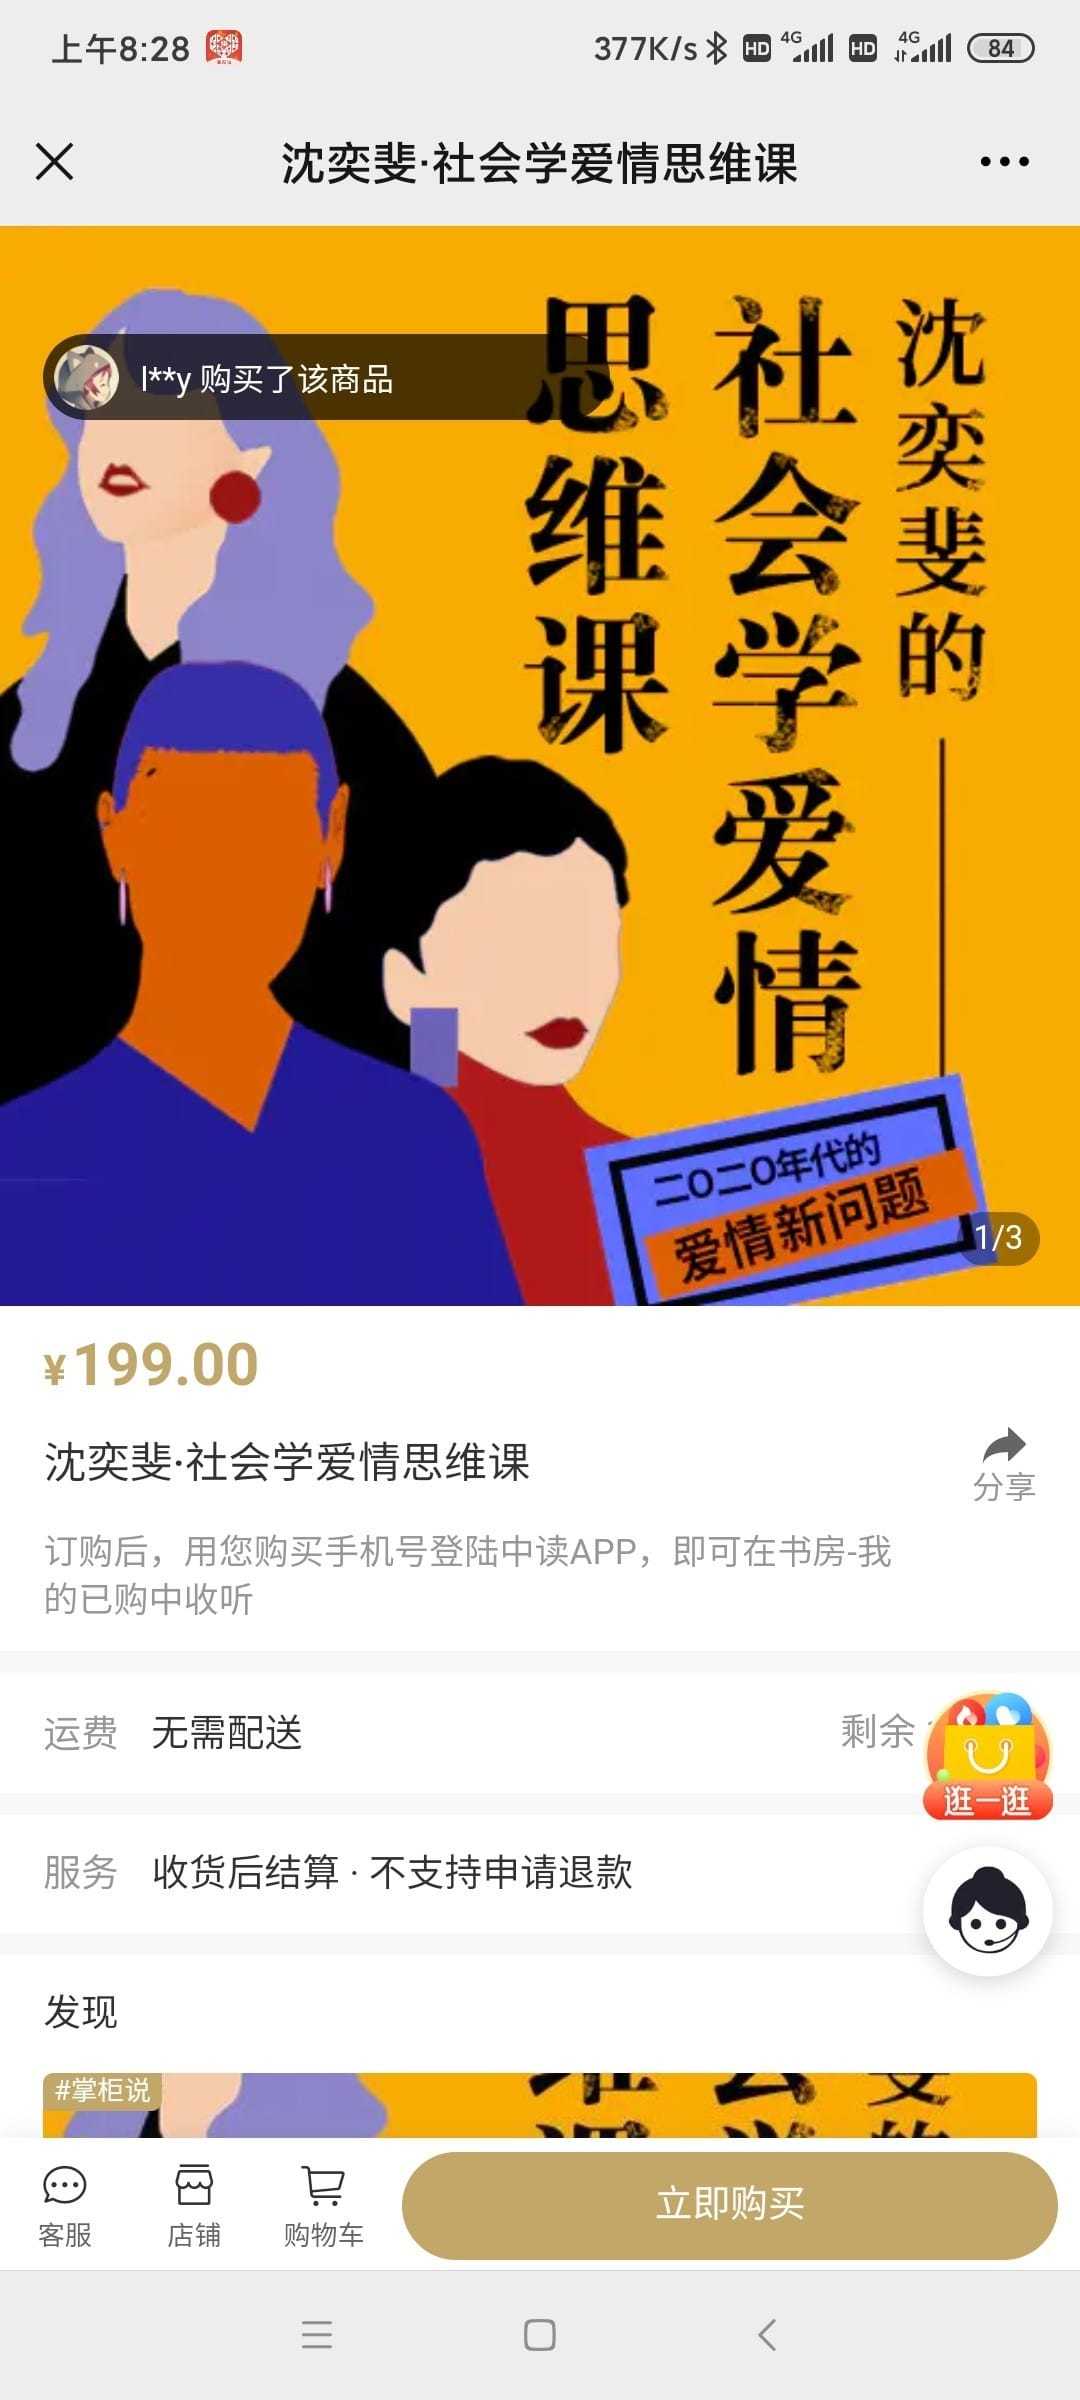 上午8:28
377K/s HD 4G HD 4G 84
沈奕斐·社会学爱情思维课
l**y 购买了该商品
沈奕斐的
社会学爱情
思维课
二〇二〇年代的
爱情新问题
1/3
¥199.00
沈奕斐·社会学爱情思维课
分享
订购后，用您购买手机号登陆中读APP，即可在书房-我
的已购中收听
运费 无需配送 剩余
逛一逛
服务 收货后结算 · 不支持申请退款
发现
#掌柜说
客服 店铺 购物车 立即购买